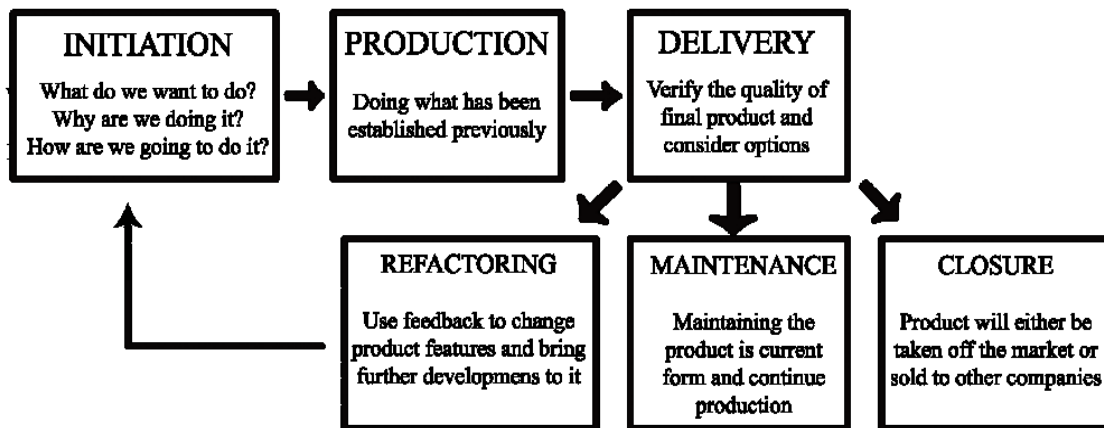 INITIATION
What do we want to do?
Why are we doing it?
How are we going to do it?
PRODUCTION
Doing what has been
established previously
DELIVERY
Verify the quality of
final product and
consider options
REFACTORING
Use feedback to change
product features and bring
further developmens to it
MAINTENANCE
Maintaining the
product is current
form and continue
production
CLOSURE
Product will either be
taken off the market or
sold to other companies